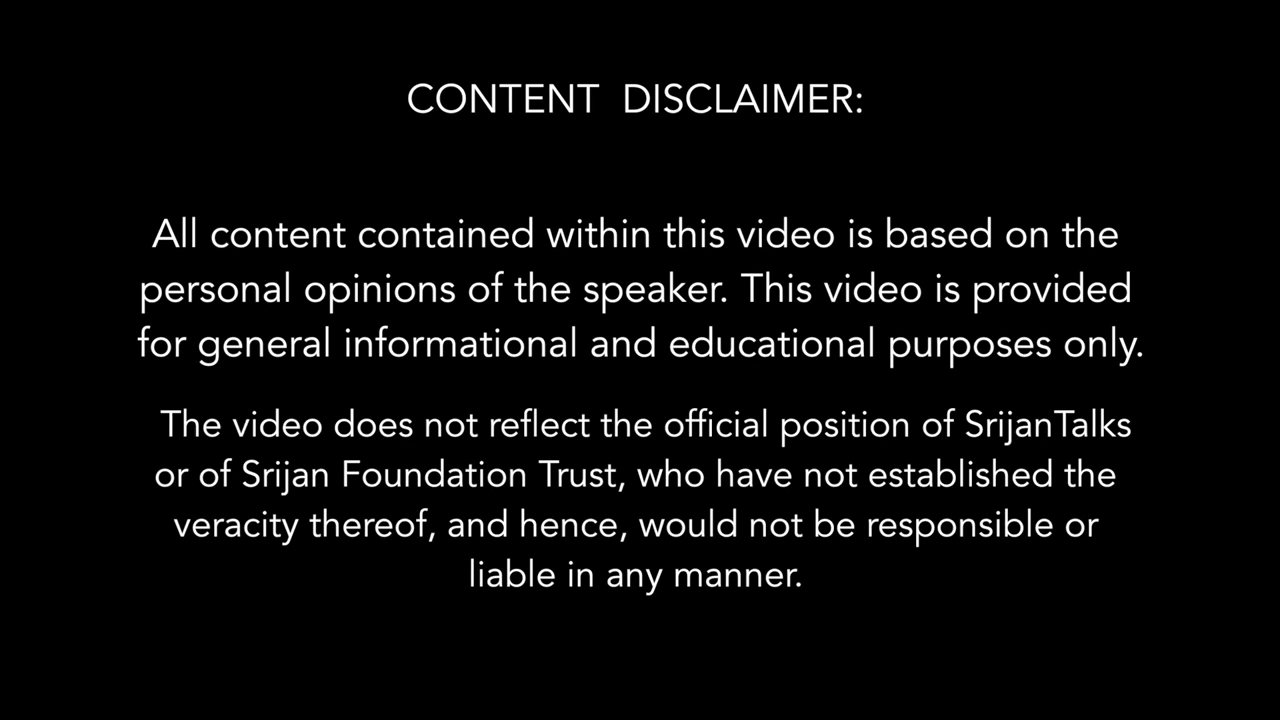 CONTENT DISCLAIMER:
All content contained within this video is based on the
personal opinions of the speaker. This video is provided
for general informational and educational purposes only.
The video does not reflect the official position of SrijanTalks
or of Srijan Foundation Trust, who have not established the
veracity thereof, and hence, would not be responsible or
liable in any manner.